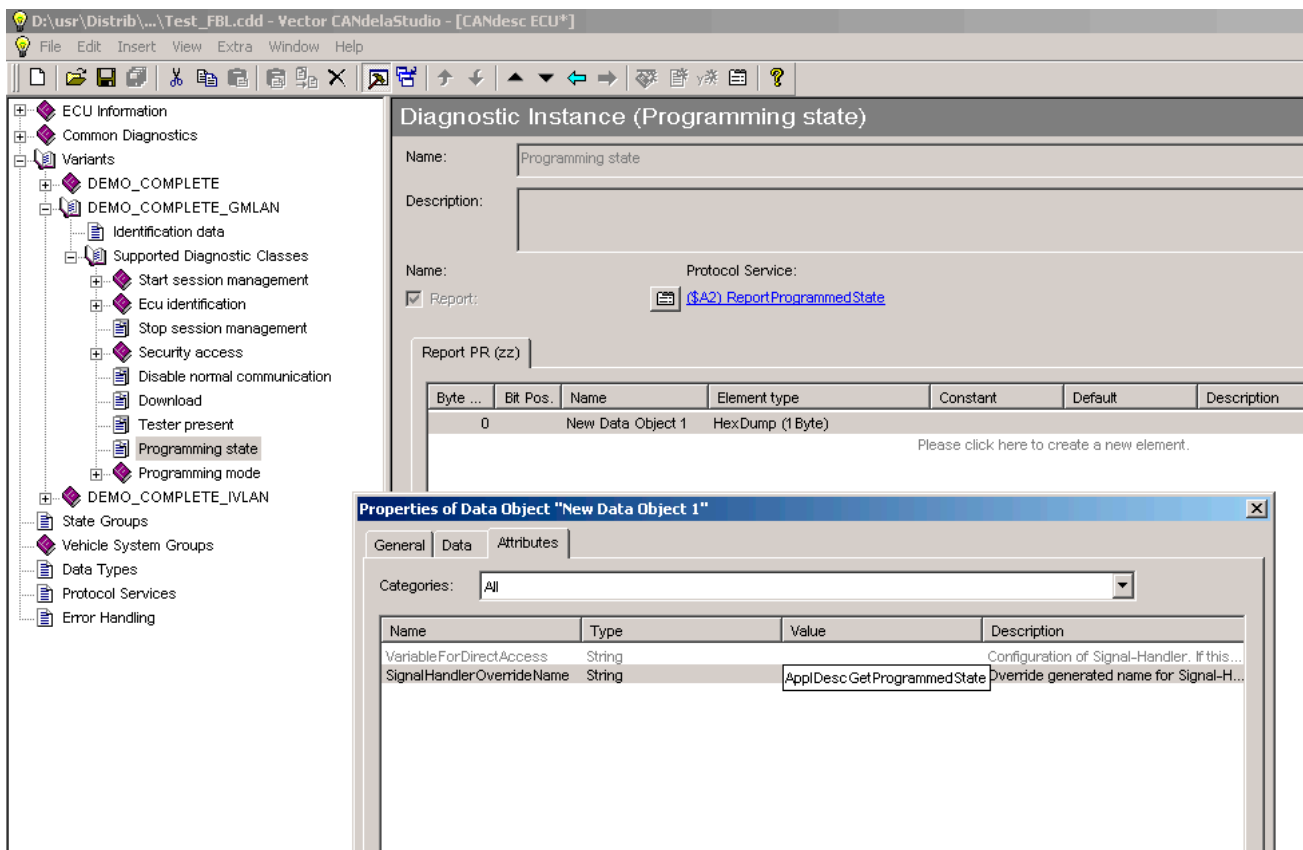 D:\usr\Distrib\...\Test_FBL.cdd - Vector CANdelaStudio - [CANdesc ECU*]
File Edit Insert View Extra Window Help
ECU Information
Common Diagnostics
Variants
DEMO_COMPLETE
DEMO_COMPLETE_GMLAN
Identification data
Supported Diagnostic Classes
Start session management
Ecu identification
Stop session management
Security access
Disable normal communication
Download
Tester present
Programming state
Programming mode
DEMO_COMPLETE_IVLAN
State Groups
Vehicle System Groups
Data Types
Protocol Services
Error Handling
Diagnostic Instance (Programming state)
Name: Programming state
Description:
Name: Protocol Service:
Report: ($A2) ReportProgrammedState
Report PR (zz)
Byte ... Bit Pos. Name Element type Constant Default Description
0 New Data Object 1 HexDump (1 Byte)
Please click here to create a new element.
Properties of Data Object "New Data Object 1"
General Data Attributes
Categories: All
Name Type Value Description
VariableForDirectAccess String Configuration of Signal-Handler. If this...
SignalHandlerOverrideName String ApplDescGetProgrammedState Override generated name for Signal-H...